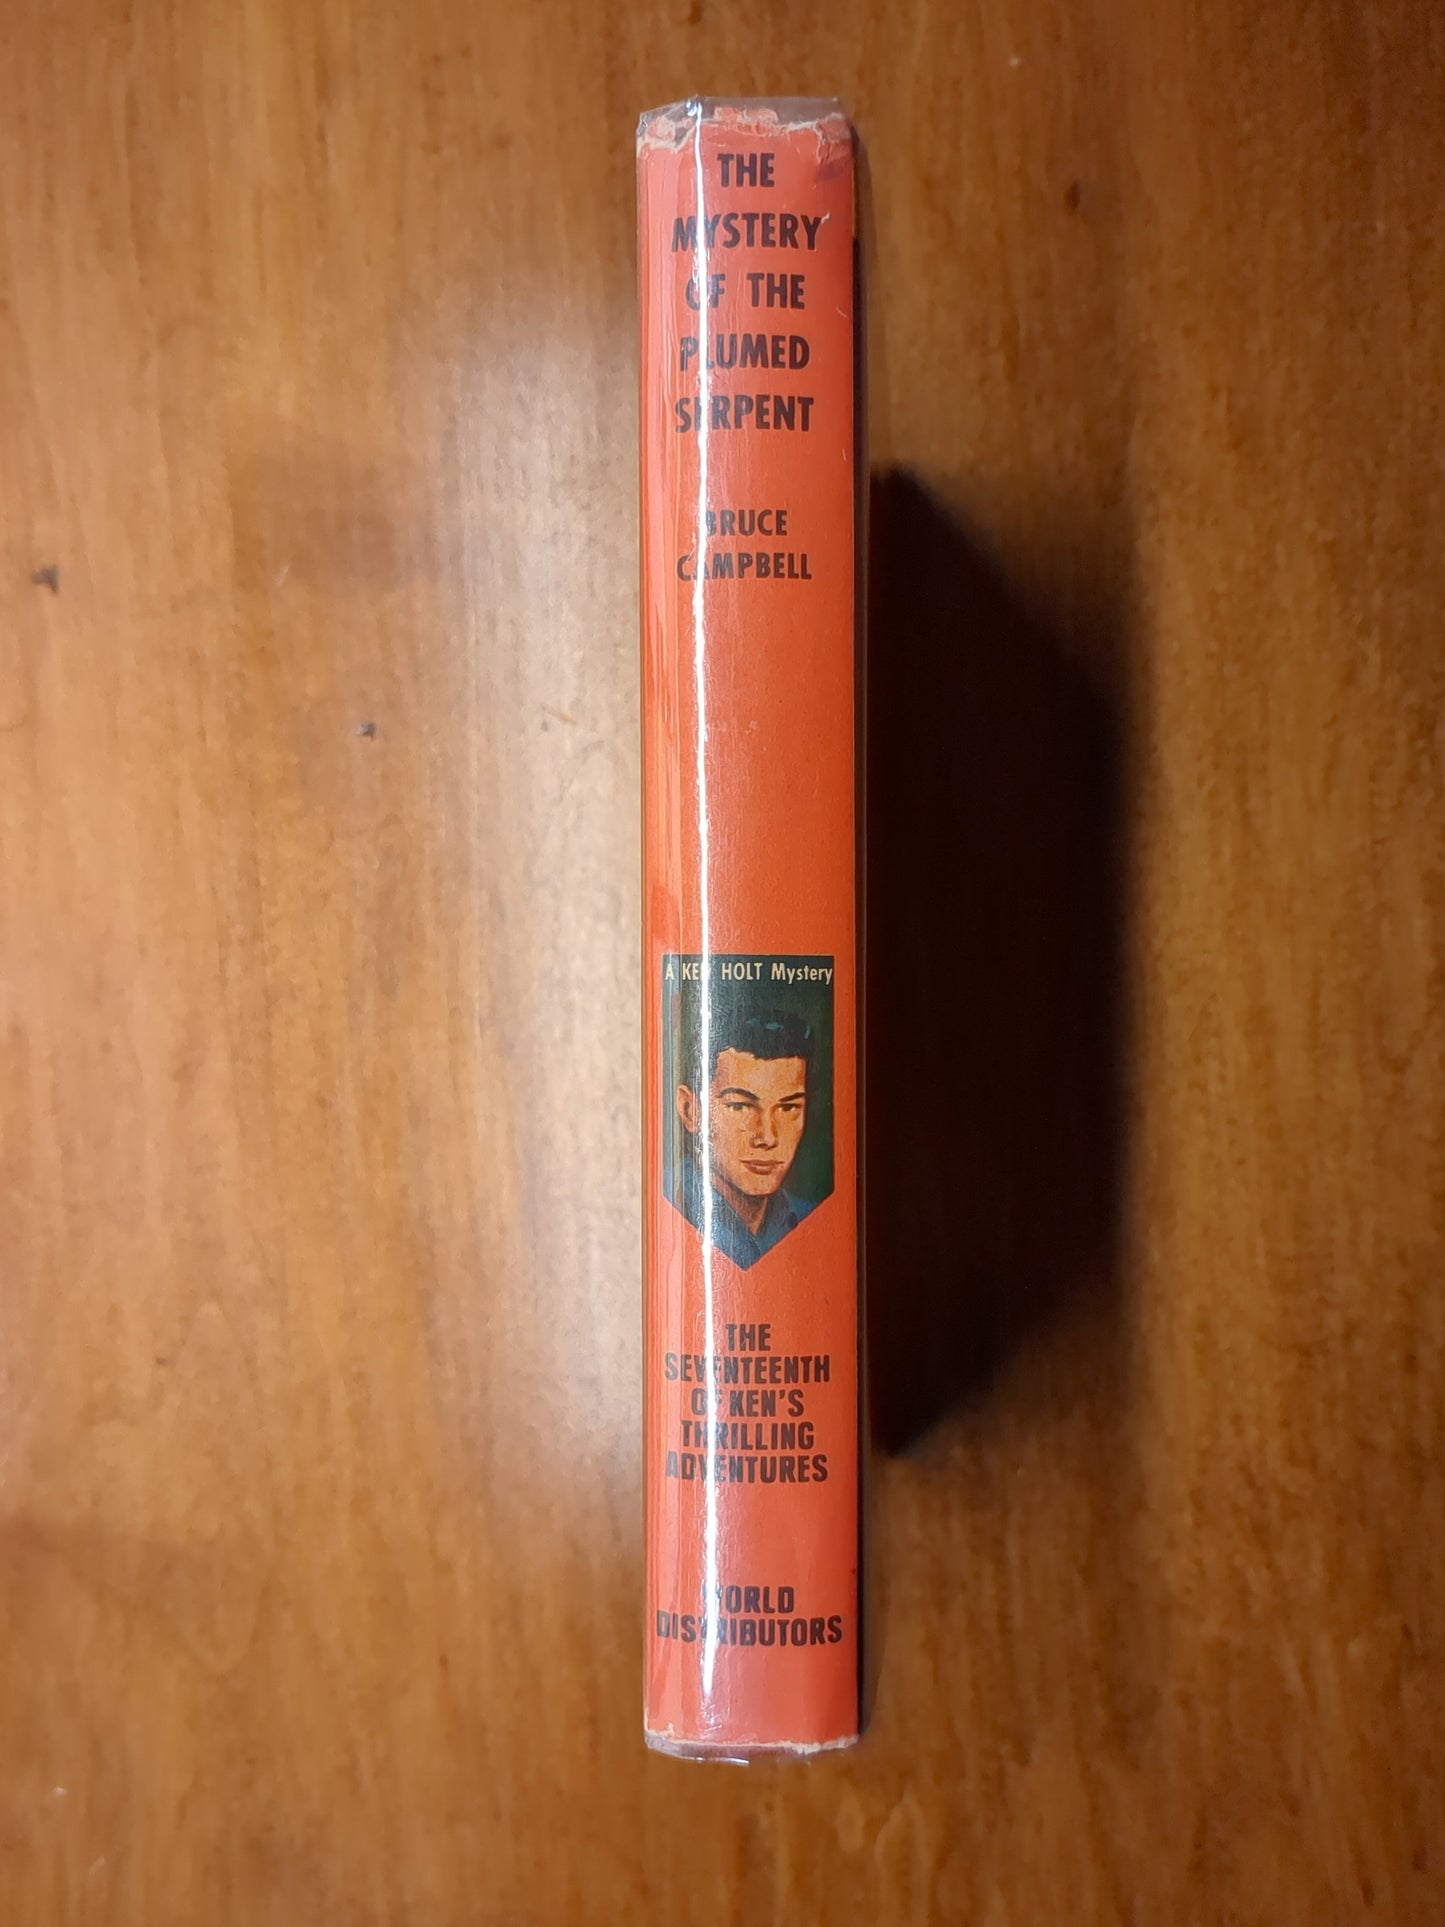 THE
MYSTERY
OF THE
PLUMED
SERPENT
BRUCE
CAMPBELL
A KEN HOLT Mystery
THE
SEVENTEENTH
OF KEN'S
THRILLING
ADVENTURES
WORLD
DISTRIBUTORS